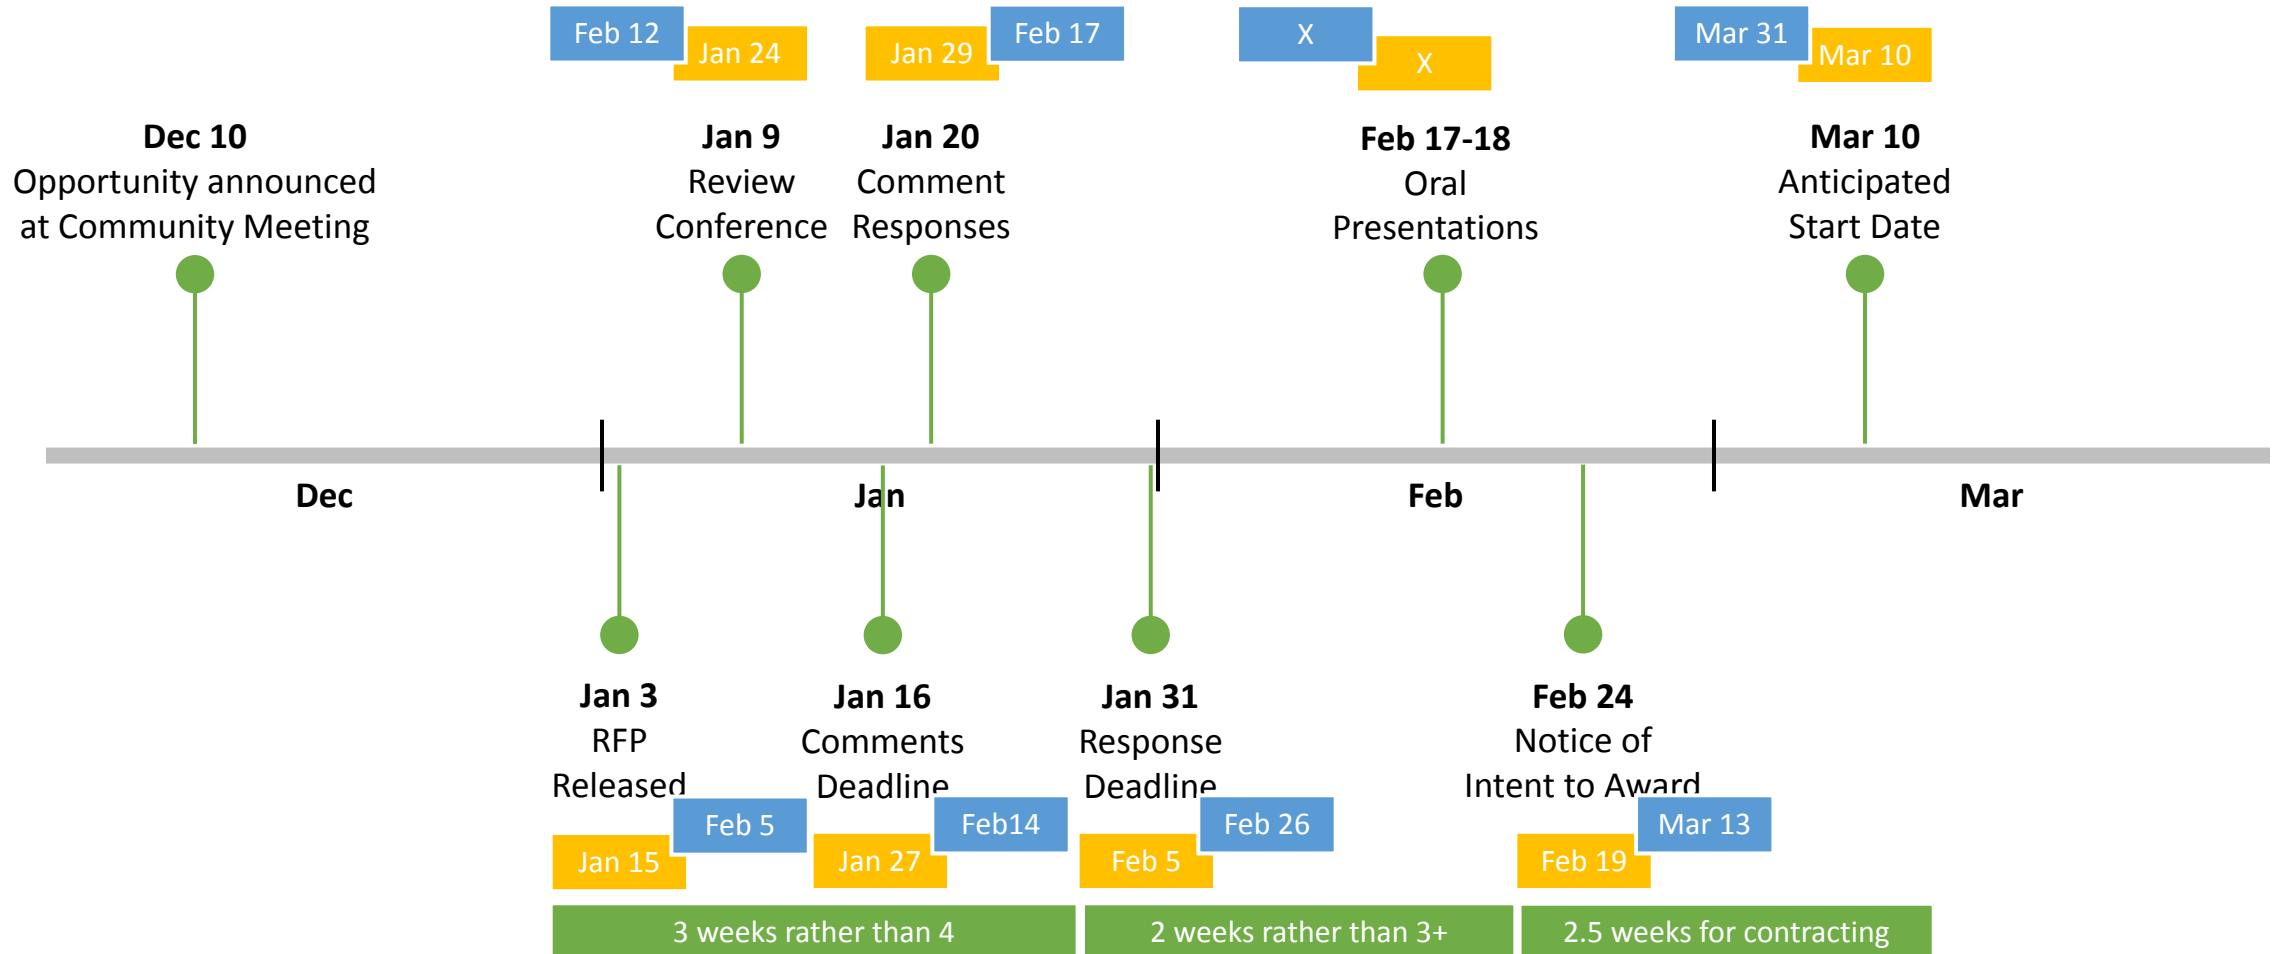 Feb 12
Jan 24
Jan 29
Feb 17
X
X
Mar 31
Mar 10
Dec 10
Opportunity announced
at Community Meeting
Jan 9
Review
Conference
Jan 20
Comment
Responses
Feb 17-18
Oral
Presentations
Mar 10
Anticipated
Start Date
Dec
Jan
Feb
Mar
Jan 3
RFP
Released
Jan 16
Comments
Deadline
Jan 31
Response
Deadline
Feb 24
Notice of
Intent to Award
Feb 5
Jan 15
Feb14
Jan 27
Feb 26
Feb 5
Mar 13
Feb 19
3 weeks rather than 4
2 weeks rather than 3+
2.5 weeks for contracting